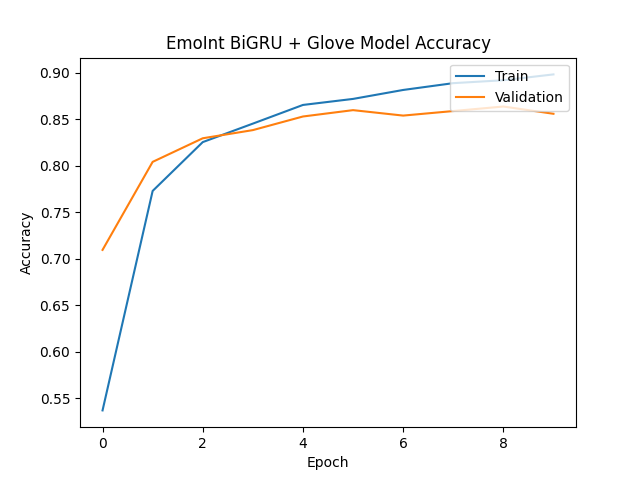 EmoInt BiGRU + Glove Model Accuracy
Train
Validation
0.90
0.85
0.80
0.75
0.70
0.65
0.60
0.55
Accuracy
0 2 4 6 8
Epoch